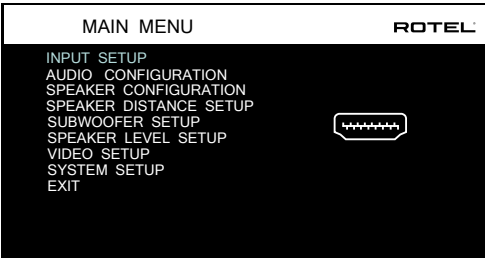 MAIN MENU ROTEL
INPUT SETUP
AUDIO CONFIGURATION
SPEAKER CONFIGURATION
SPEAKER DISTANCE SETUP
SUBWOOFER SETUP
SPEAKER LEVEL SETUP
VIDEO SETUP
SYSTEM SETUP
EXIT